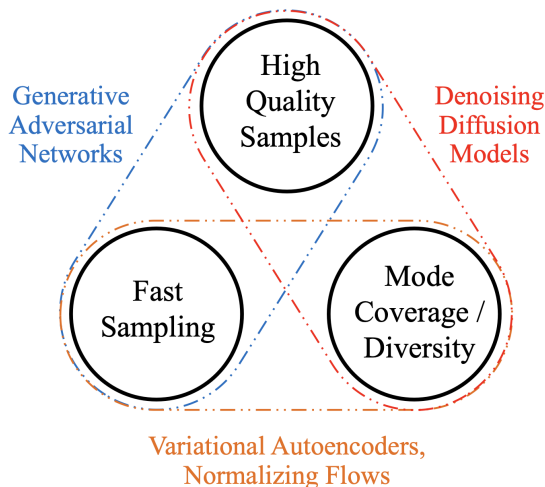 High
Quality
Samples
Generative
Adversarial
Networks
Denoising
Diffusion
Models
Fast
Sampling
Mode
Coverage /
Diversity
Variational Autoencoders,
Normalizing Flows